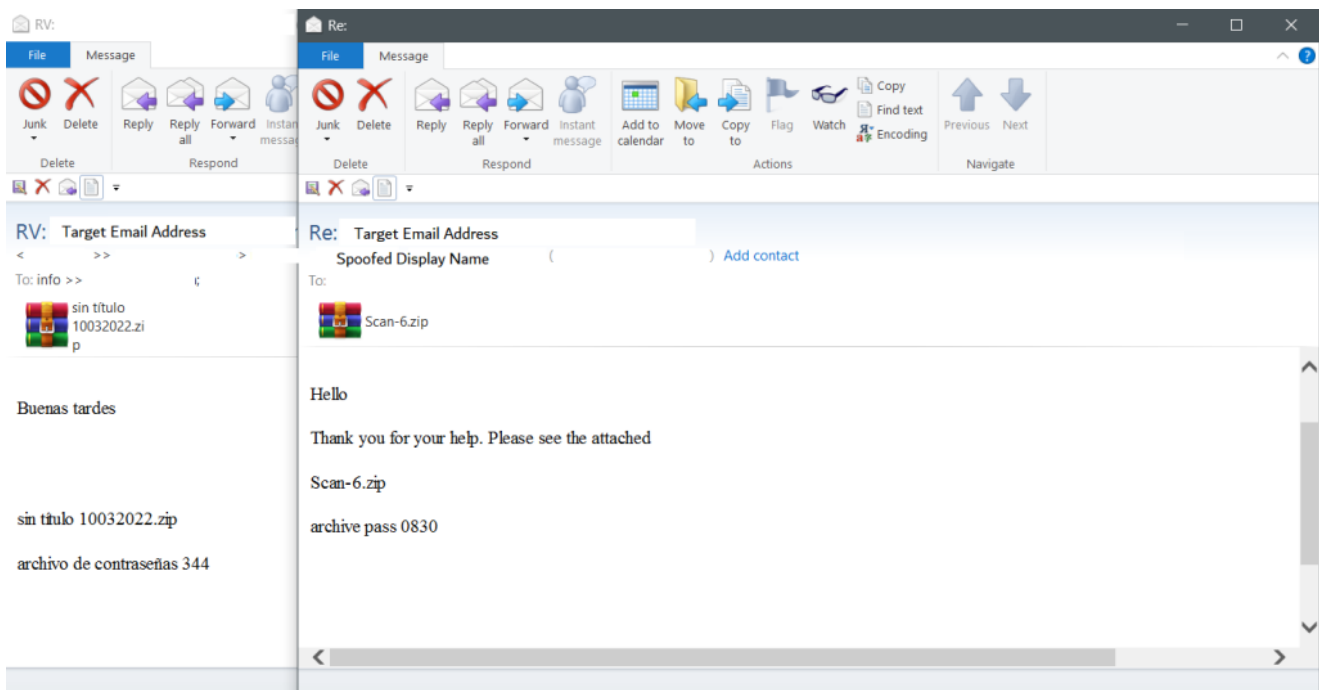 RV:
File Message
Junk Delete Reply Reply all Forward Instan messag
Delete Respond
RV: Target Email Address
< >> >
To: info >>
sin título
10032022.zi
p
Buenas tardes
sin título 10032022.zip
archivo de contraseñas 344
Re:
File Message
Junk Delete Reply Reply all Forward Instant message Add to calendar Move to Copy to Flag Watch Copy Find text Encoding Previous Next
Delete Respond Actions Navigate
Re: Target Email Address
Spoofed Display Name ( ) Add contact
To:
Scan-6.zip
Hello
Thank you for your help. Please see the attached
Scan-6.zip
archive pass 0830